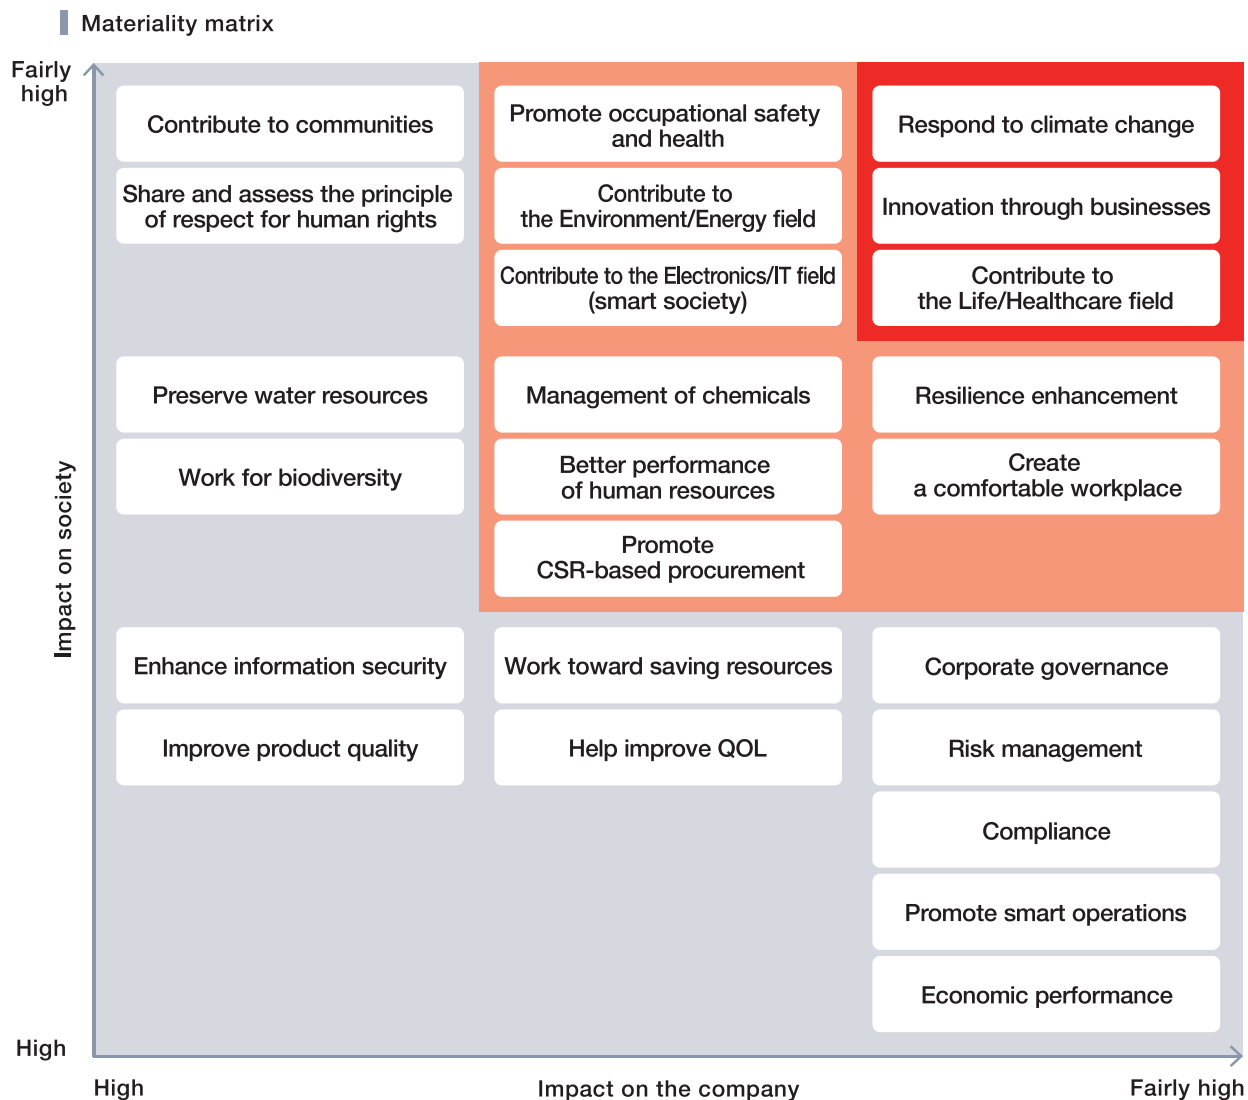 Materiality matrix
Fairly
high
Contribute to communities
Promote occupational safety
and health
Respond to climate change
Share and assess the principle
of respect for human rights
Contribute to
the Environment/Energy field
Innovation through businesses
Contribute to the Electronics/IT field
(smart society)
Contribute to
the Life/Healthcare field
Preserve water resources
Management of chemicals
Resilience enhancement
Work for biodiversity
Better performance
of human resources
Create
a comfortable workplace
Promote
CSR-based procurement
Impact on society
Enhance information security
Work toward saving resources
Corporate governance
Improve product quality
Help improve QOL
Risk management
Compliance
Promote smart operations
Economic performance
High
High
Impact on the company
Fairly high